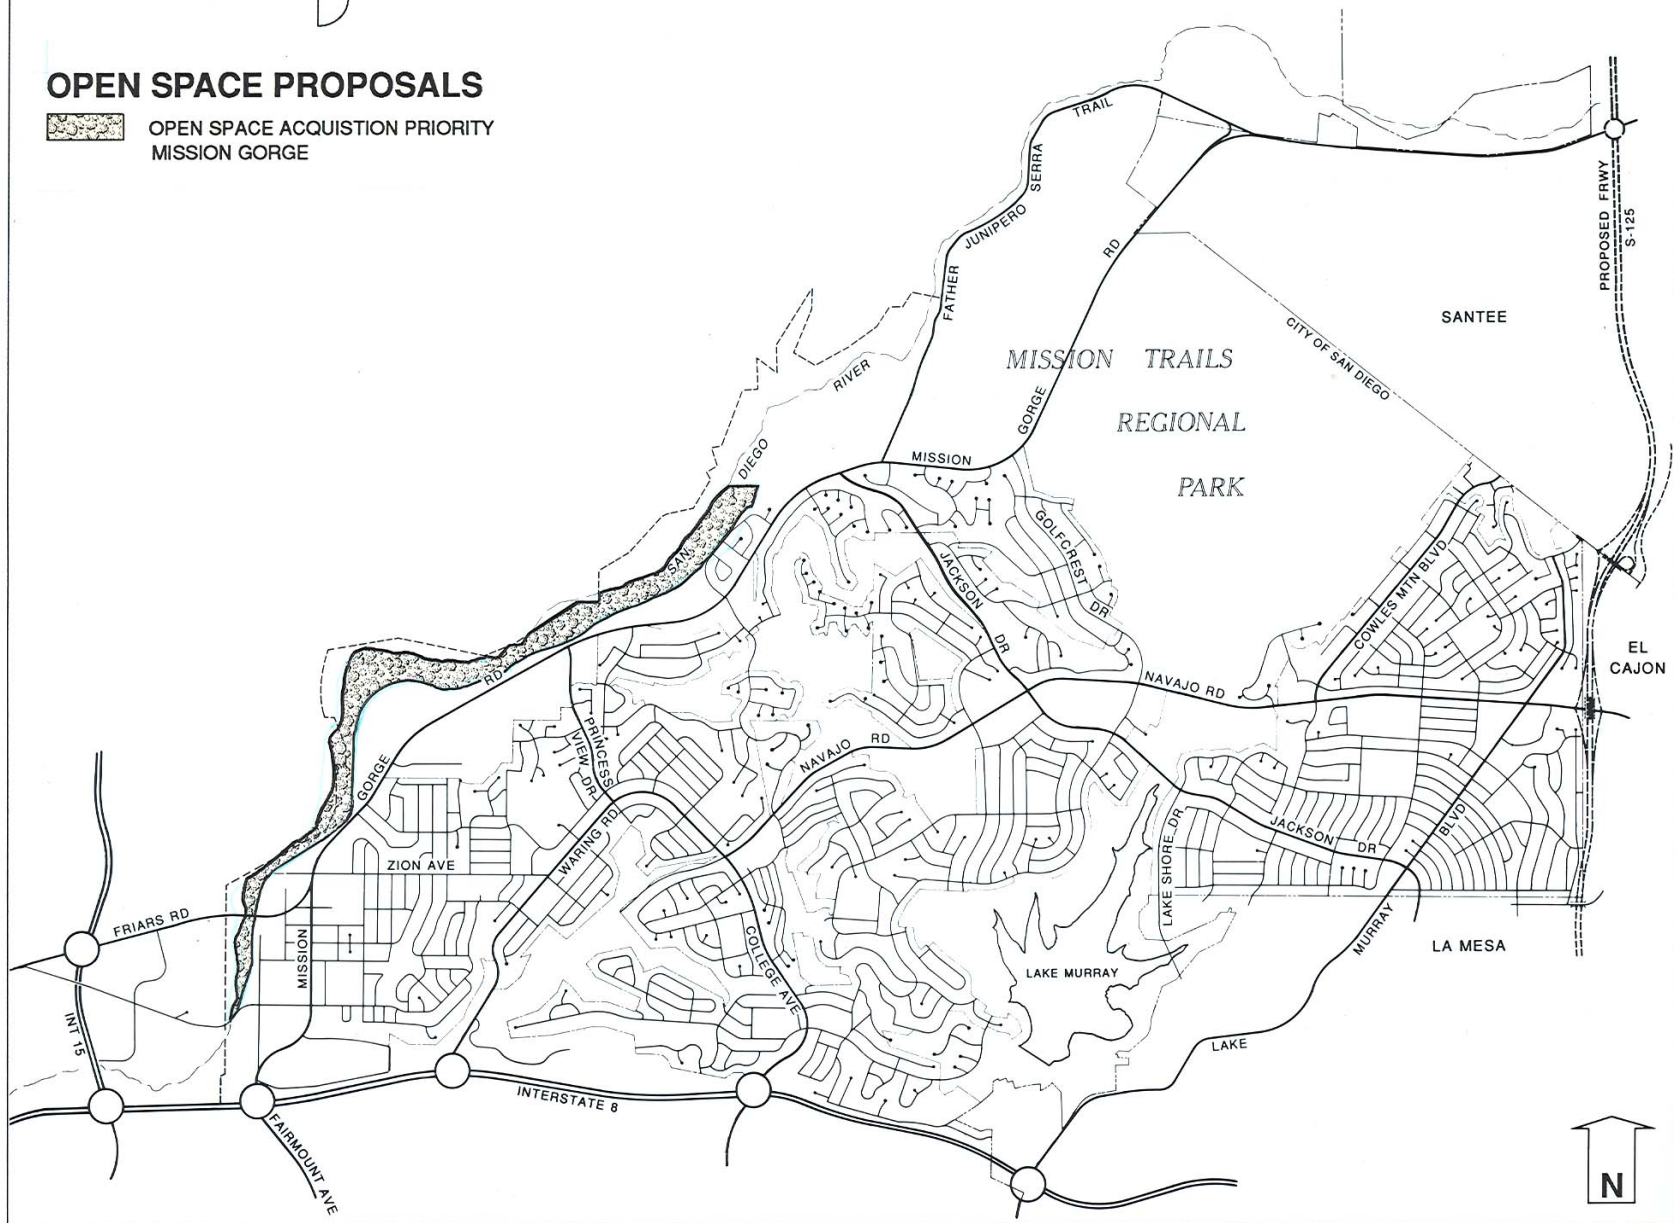 OPEN SPACE PROPOSALS
OPEN SPACE ACQUISTION PRIORITY
MISSION GORGE
TRAIL
SERRA
JUNIPERO
FATHER
RD
GORGE
MISSION
PROPOSED FRWY
S-125
SANTEE
CITY OF SAN DIEGO
MISSION TRAILS
REGIONAL
PARK
RIVER
DIEGO
SAN
GOLFCREST
DR
JACKSON
DR
COWLES MTN BLVD
EL
CAJON
NAVAJO RD
RD
GORGE
PRINCESS
VIEW DR
NAVAJO RD
WARING RD
ZION AVE
LAKE SHORE DR
JACKSON DR
BLVD
MURRAY
LAKE
FRIARS RD
MISSION
COLLEGE AVE
LAKE MURRAY
LA MESA
INT 15
INTERSTATE 8
FAIRMOUNT AVE
N